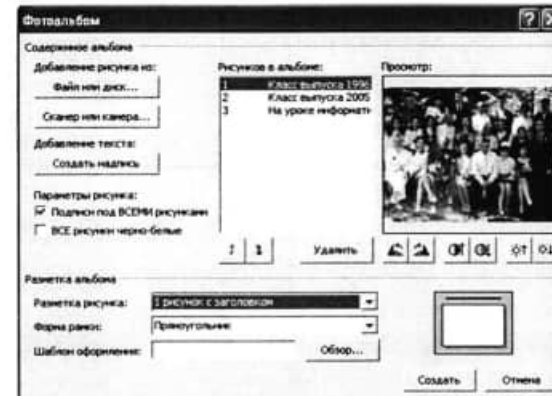 Фотоальбом
Содержимое альбома
Добавление рисунка из:
Файл или диск...
Сканер или камера...
Добавление текста:
Создать надпись
Параметры рисунка:
Подписи под ВСЕМИ рисунками
ВСЕ рисунки черно-белые
Рисунков в альбоме:
1 Класс выпуска 1996
2 Класс выпуска 2005
3 На уроке информати
Удалить
Просмотр:
Разметка альбома
Разметка рисунка:
1 рисунок с заголовком
Форма рамки:
Прямоугольник
Шаблон оформления:
Обзор...
Создать
Отмена